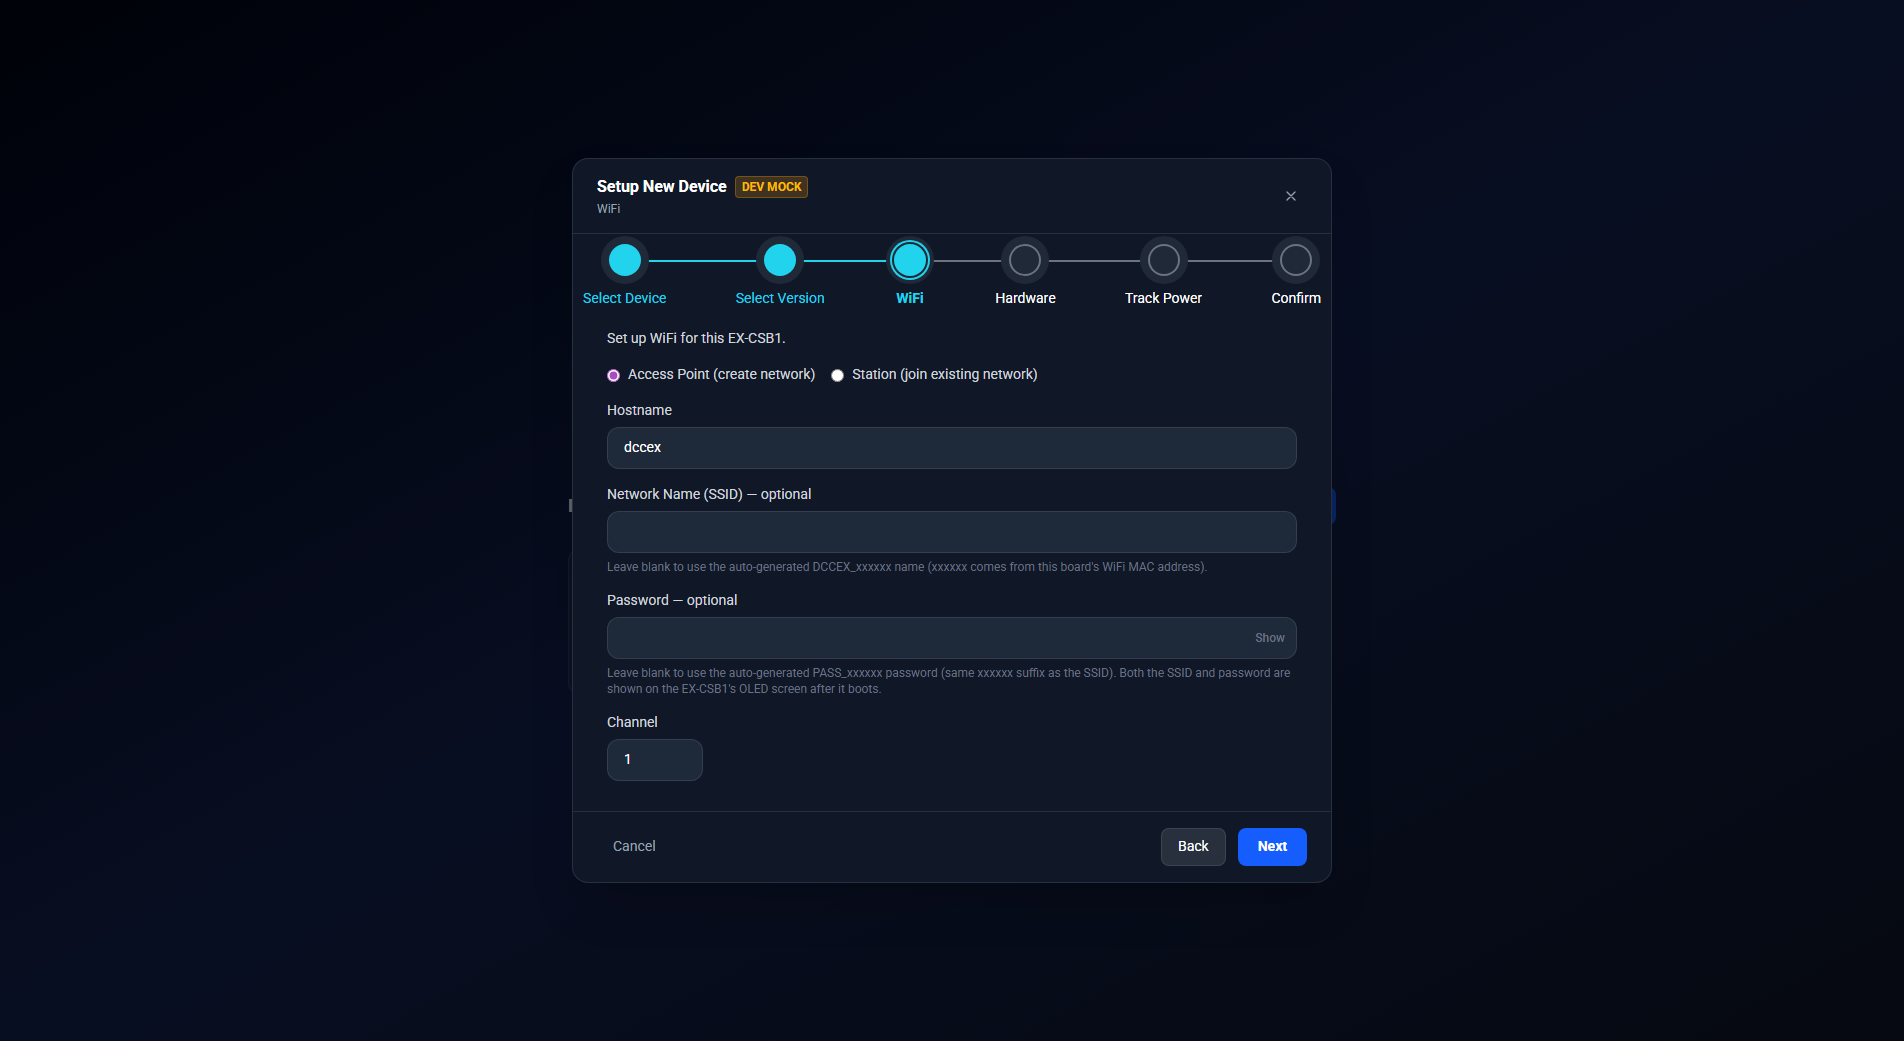 Setup New Device DEV MOCK
WiFi
Select Device Select Version WiFi Hardware Track Power Confirm
Set up WiFi for this EX-CSB1.
Access Point (create network) Station (join existing network)
Hostname
dccex
Network Name (SSID) — optional
Leave blank to use the auto-generated DCCEX_xxxxxx name (xxxxxx comes from this board's WiFi MAC address).
Password — optional
Show
Leave blank to use the auto-generated PASS_xxxxxx password (same xxxxxx suffix as the SSID). Both the SSID and password are
shown on the EX-CSB1's OLED screen after it boots.
Channel
1
Cancel Back Next